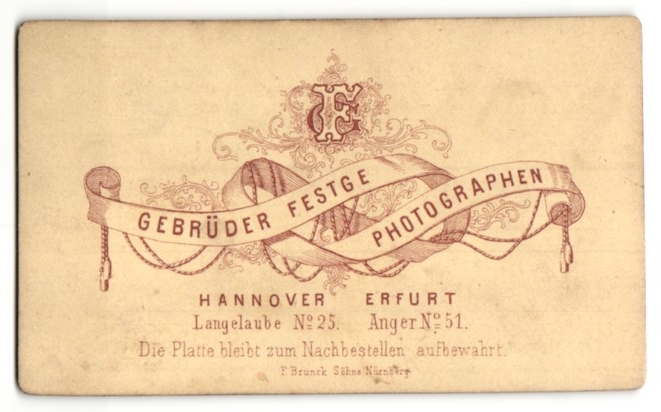 GF
GEBRÜDER FESTGE
PHOTOGRAPHEN
HANNOVER ERFURT
Langelaube Nº 25. Anger Nº 51.
Die Platte bleibt zum Nachbestellen aufbewahrt.
F. Brunck Söhne Nürnberg